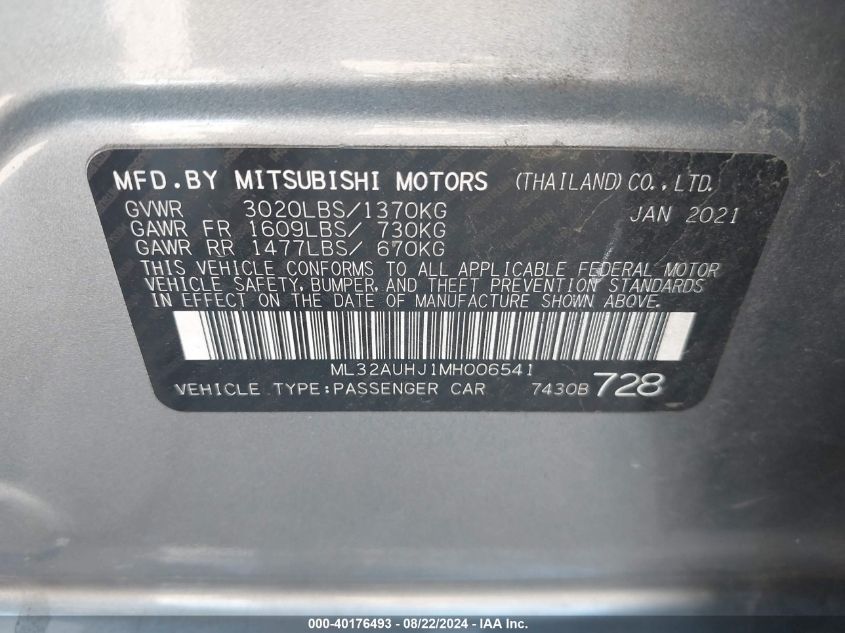 MFD.BY MITSUBISHI MOTORS (THAILAND)CO.,LTD.
GVWR 3020LBS/1370KG JAN 2021
GAWR FR 1609LBS/ 730KG
GAWR RR 1477LBS/ 670KG
THIS VEHICLE CONFORMS TO ALL APPLICABLE FEDERAL MOTOR
VEHICLE SAFETY, BUMPER, AND THEFT PREVENTION STANDARDS
IN EFFECT ON THE DATE OF MANUFACTURE SHOWN ABOVE.
ML32AUHJ1MH006541
VEHICLE TYPE:PASSENGER CAR 7430B 728
000-40176493 - 08/22/2024 - IAA Inc.